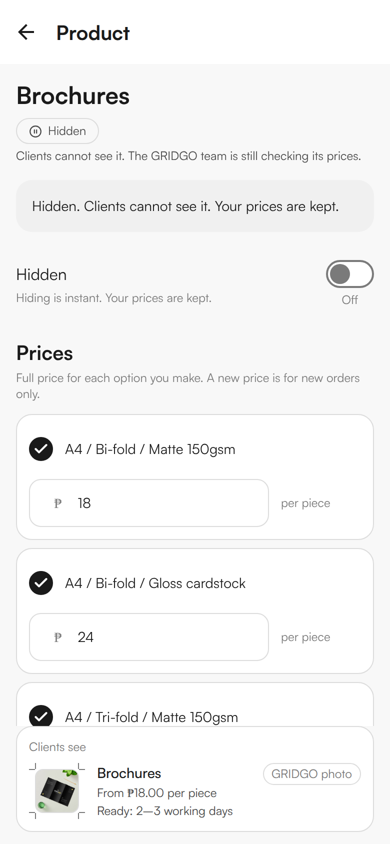 Product
Brochures
Hidden
Clients cannot see it. The GRIDGO team is still checking its prices.
Hidden. Clients cannot see it. Your prices are kept.
Hidden
Hiding is instant. Your prices are kept.
Off
Prices
Full price for each option you make. A new price is for new orders
only.
A4 / Bi-fold / Matte 150gsm
₱ 18 per piece
A4 / Bi-fold / Gloss cardstock
₱ 24 per piece
A4 / Tri-fold / Matte 150gsm
Clients see
Brochures GRIDGO photo
From ₱18.00 per piece
Ready: 2—3 working days